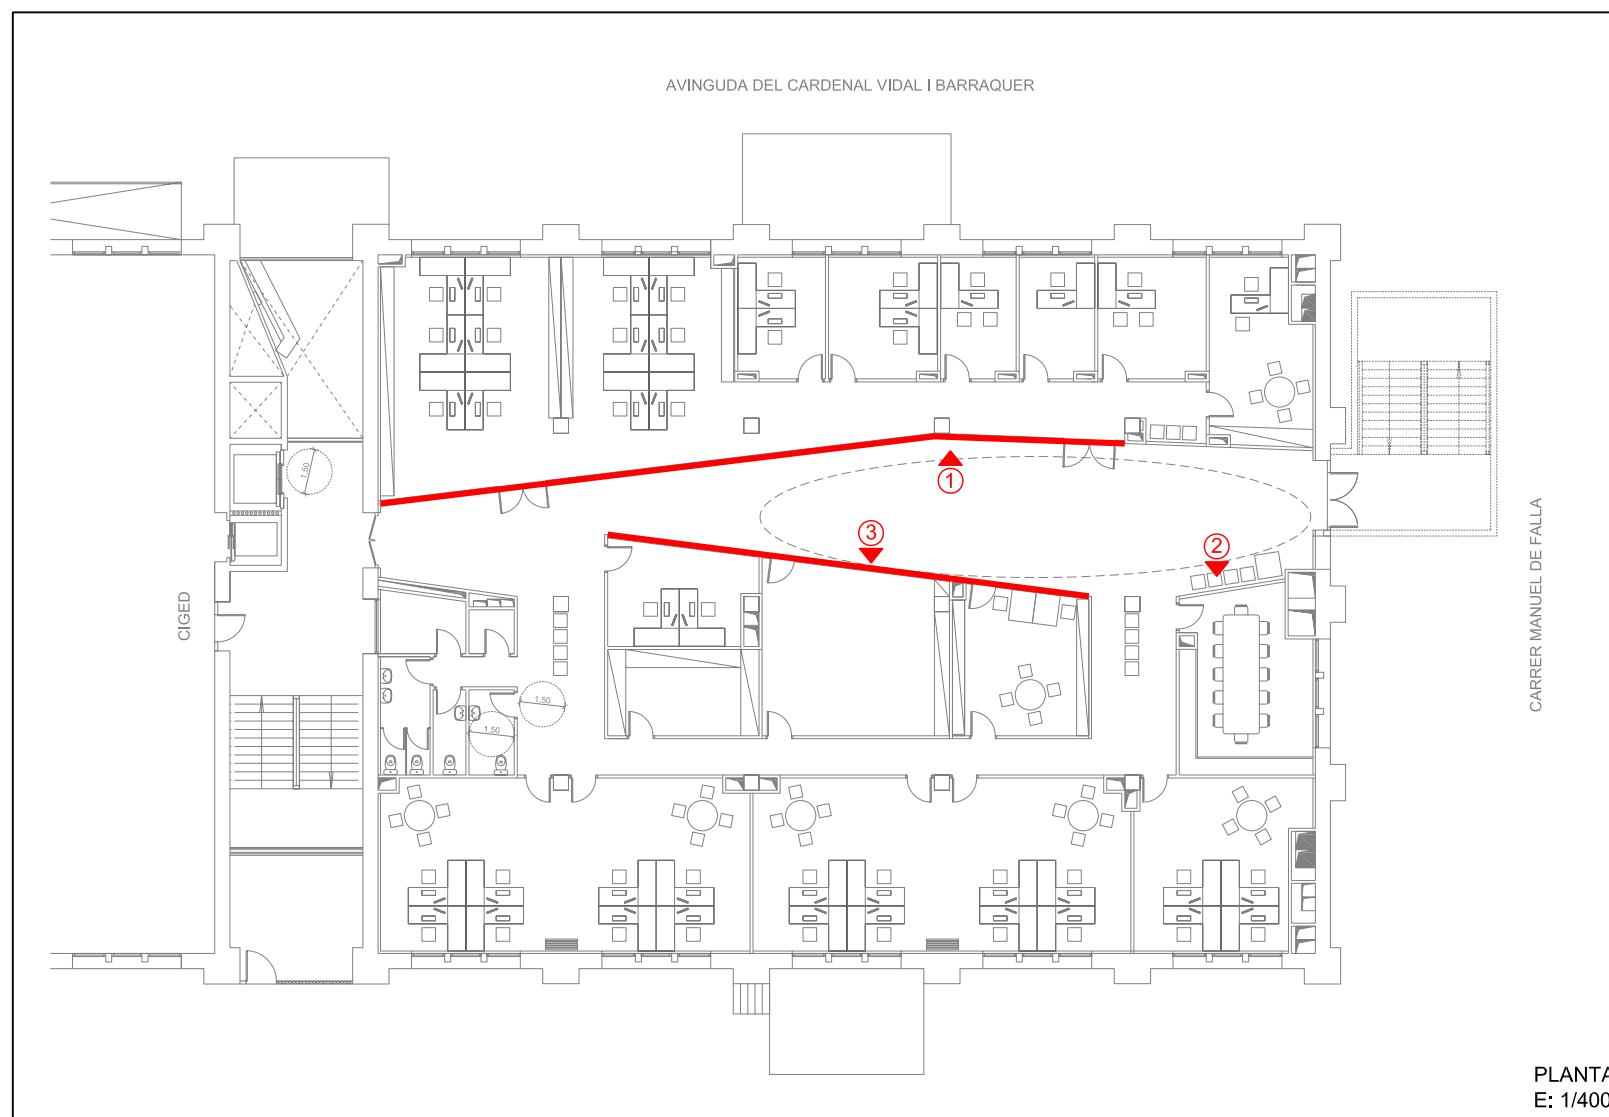 AVINGUDA DEL CARDENAL VIDAL I BARRAQUER
1.50
1
3
2
CIGED
CARRER MANUEL DE FALLA
1.50
1.50
PLANTA
E: 1/400